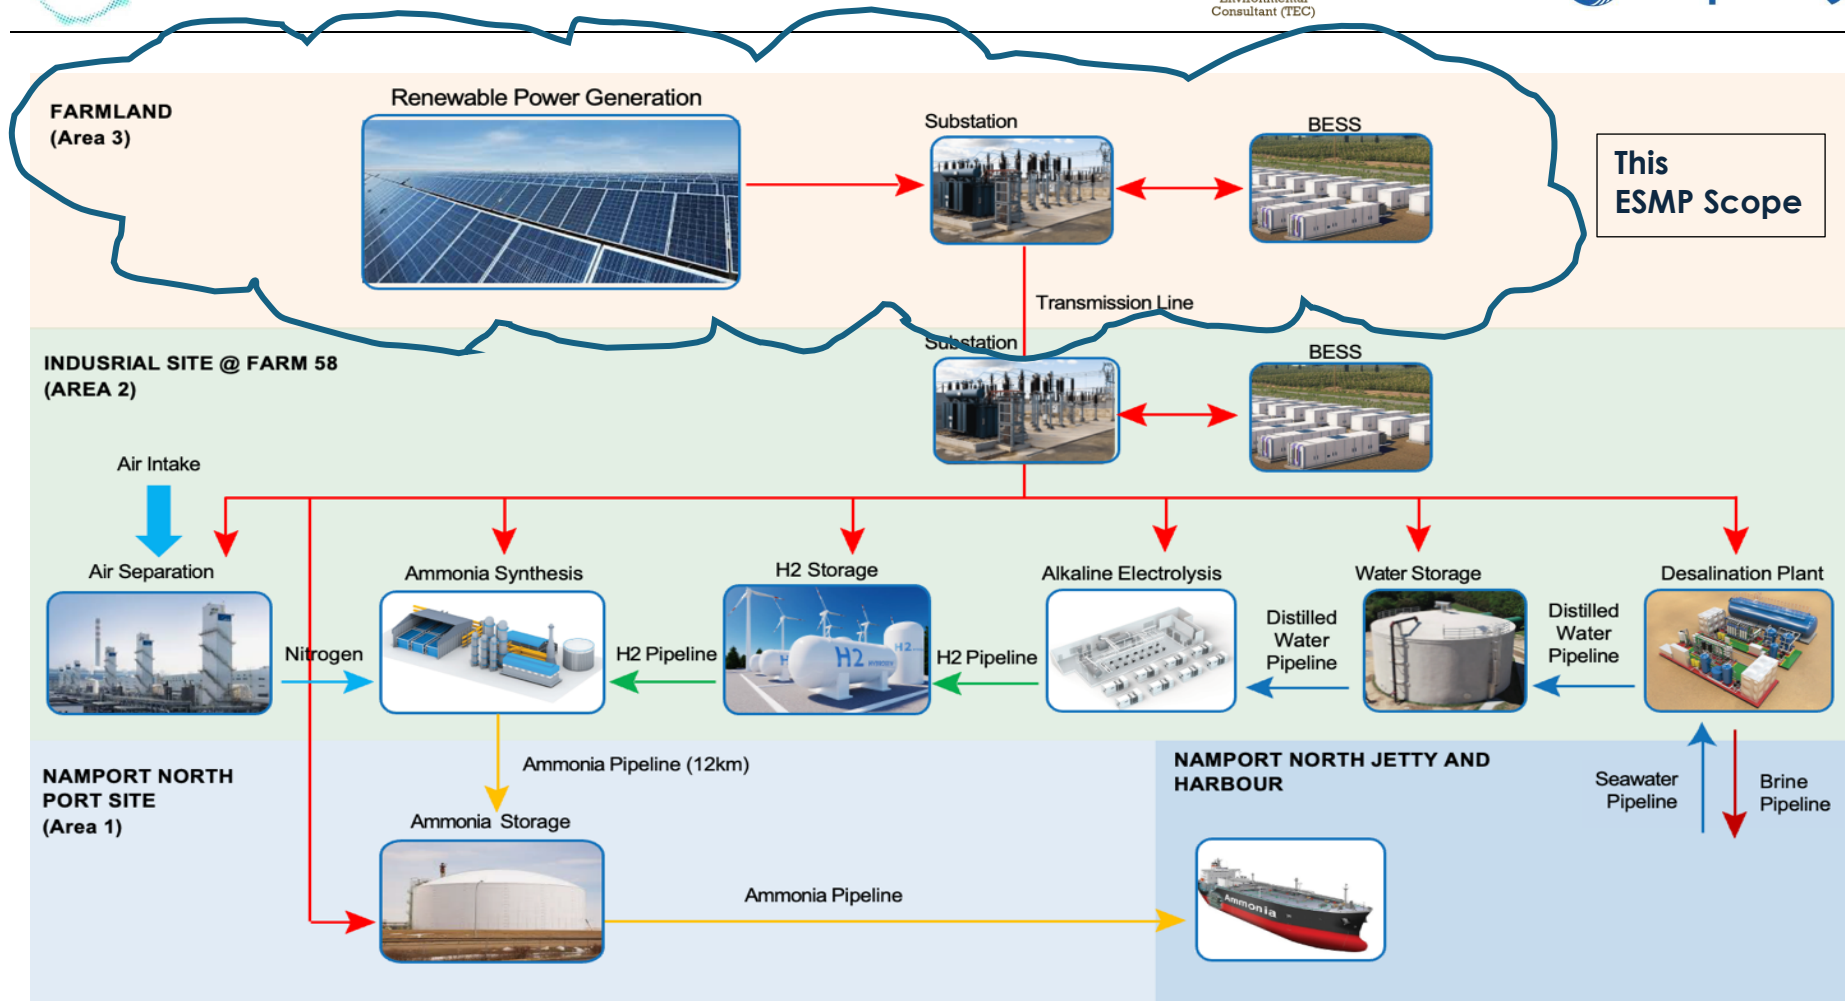 Consultant (TEC)
FARMLAND
(Area 3)
Renewable Power Generation
Substation
BESS
This
ESMP Scope
Transmission Line
INDUSRIAL SITE @ FARM 58
(AREA 2)
Substation
BESS
Air Intake
Air Separation
Ammonia Synthesis
H2 Storage
Alkaline Electrolysis
Water Storage
Desalination Plant
Nitrogen
H2 Pipeline
H2
H2
H2 Pipeline
Distilled
Water
Pipeline
Distilled
Water
Pipeline
NAMPORT NORTH
PORT SITE
(Area 1)
Ammonia Pipeline (12km)
Ammonia Storage
Ammonia Pipeline
NAMPORT NORTH JETTY AND
HARBOUR
Seawater
Pipeline
Brine
Pipeline
Ammonia